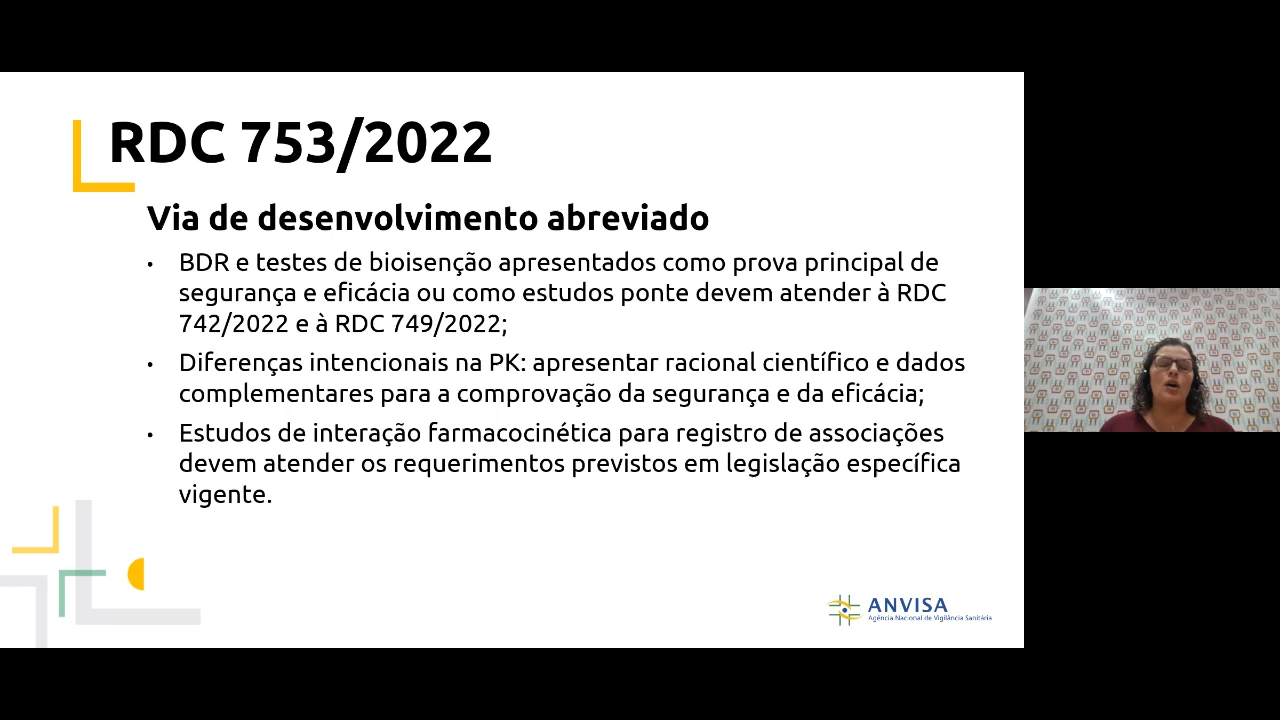 RDC 753/2022
Via de desenvolvimento abreviado
• BDR e testes de bioisenção apresentados como prova principal de
segurança e eficácia ou como estudos ponte devem atender à RDC
742/2022 e à RDC 749/2022;
• Diferenças intencionais na PK: apresentar racional científico e dados
complementares para a comprovação da segurança e da eficácia;
• Estudos de interação farmacocinética para registro de associações
devem atender os requerimentos previstos em legislação específica
vigente.
ANVISA
Agência Nacional de Vigilância Sanitária